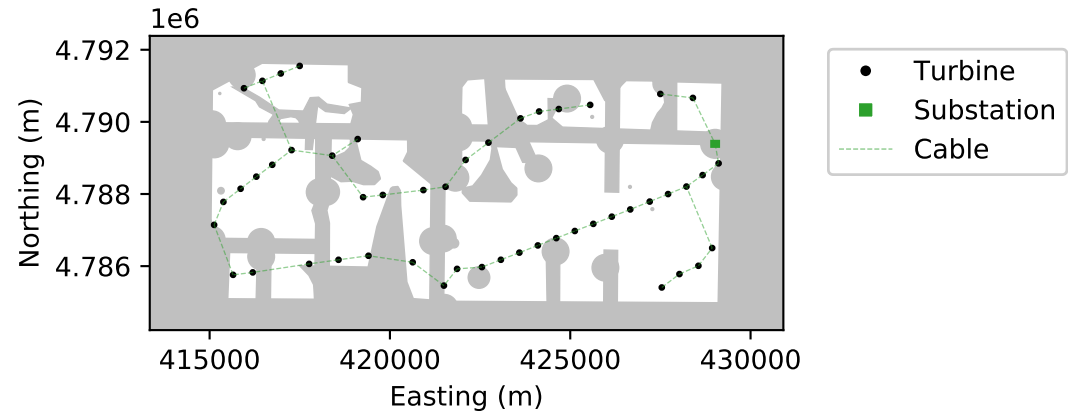 1e6
4.792
4.790
4.788
4.786
Northing (m)
415000 420000 425000 430000
Easting (m)
Turbine
Substation
Cable